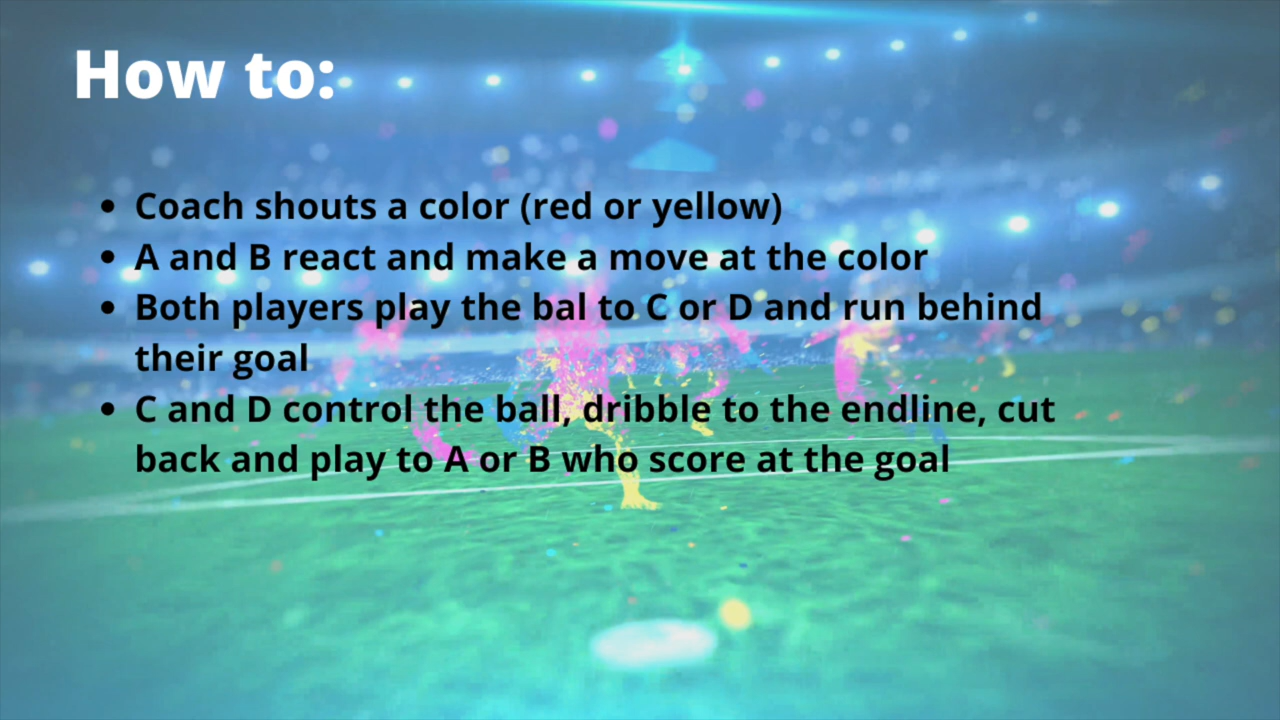 How to:
• Coach shouts a color (red or yellow)
• A and B react and make a move at the color
• Both players play the bal to C or D and run behind
their goal
• C and D control the ball, dribble to the endline, cut
back and play to A or B who score at the goal